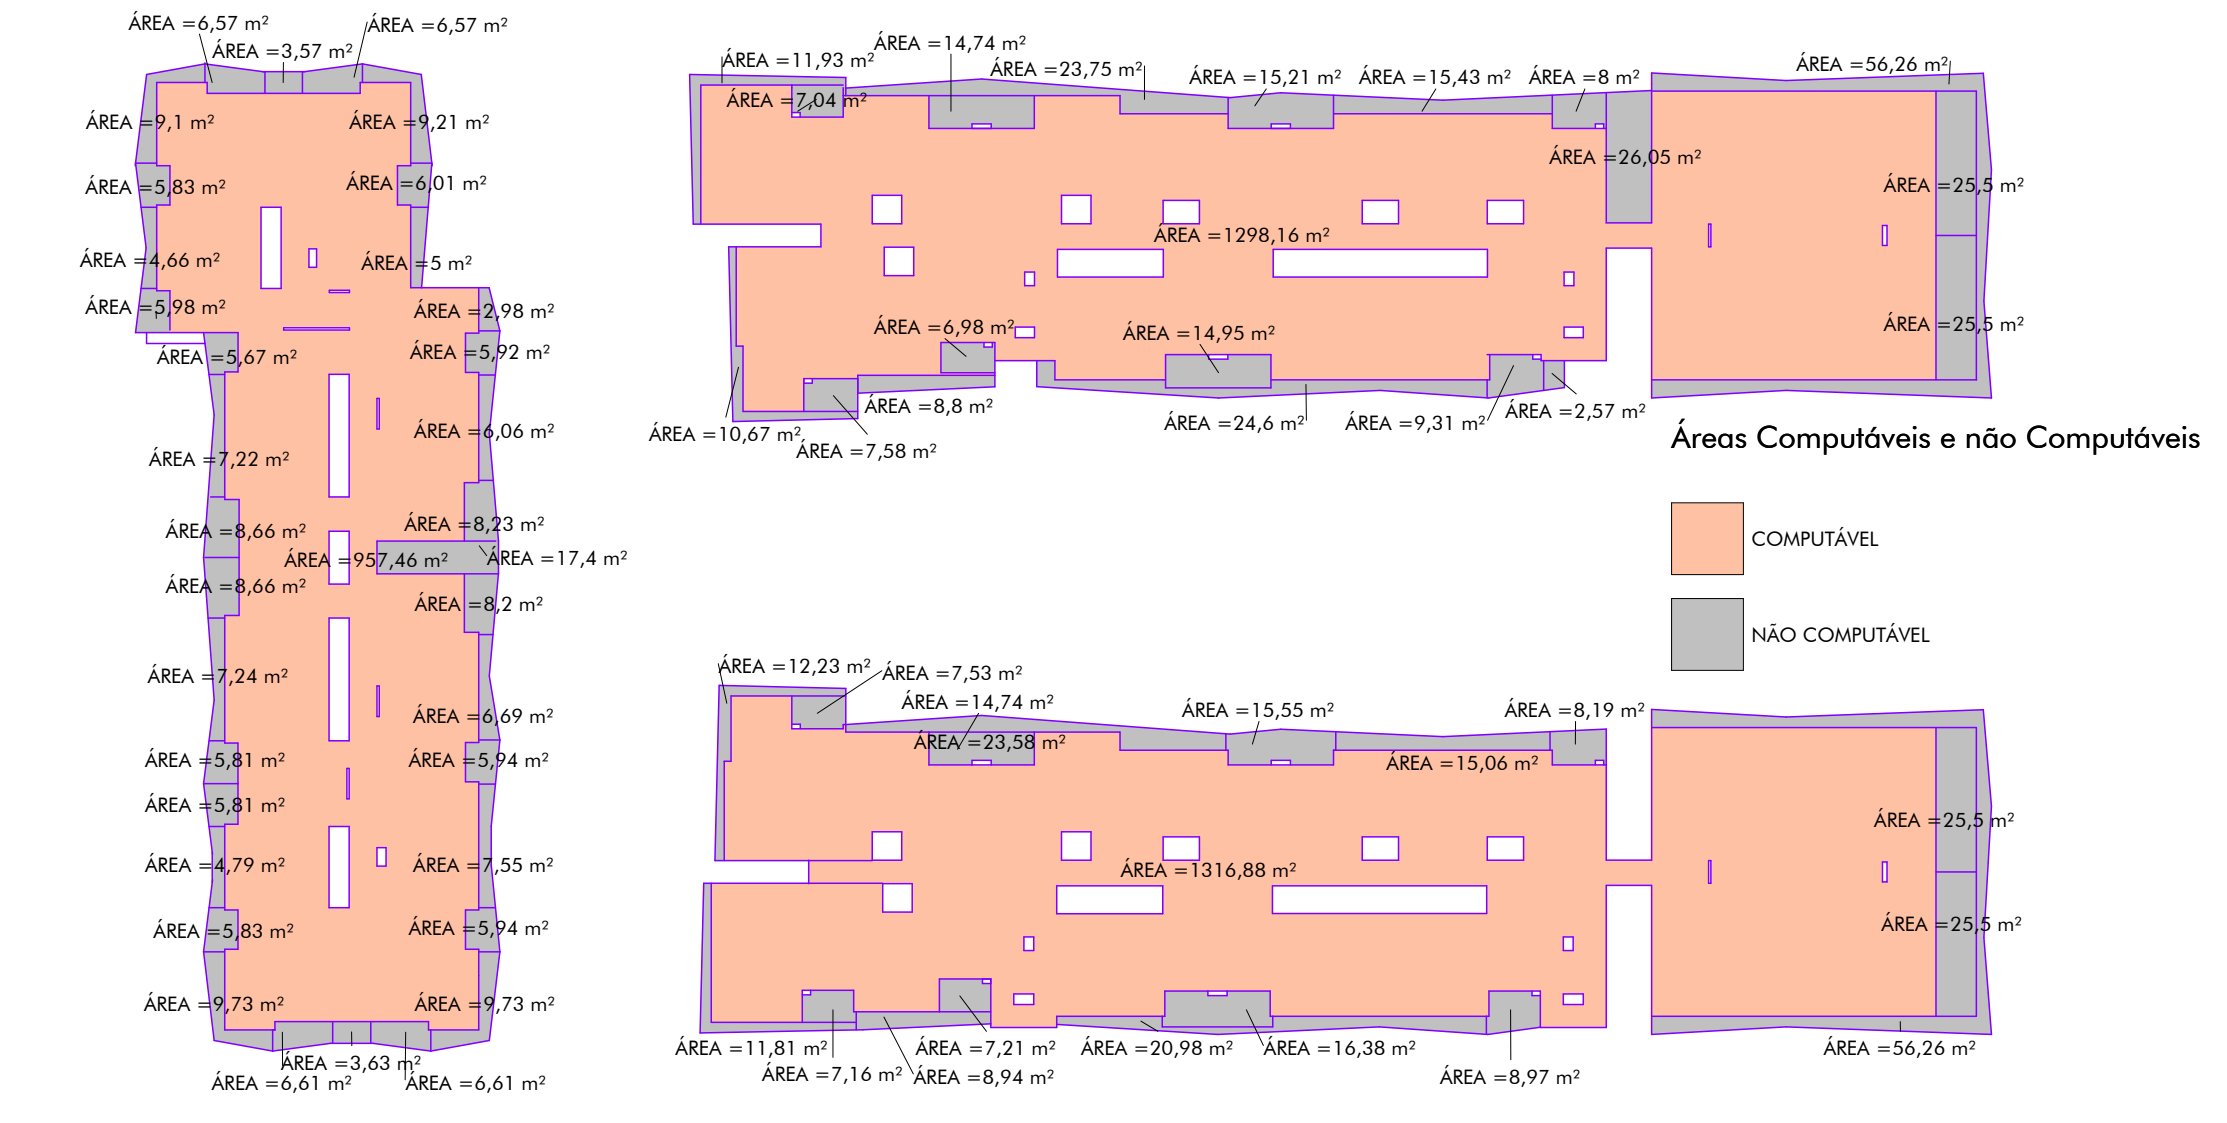 ÁREA =6,57 m²
ÁREA =3,57 m²
ÁREA =6,57 m²
ÁREA =9,1 m²
ÁREA =9,21 m²
ÁREA =5,83 m²
ÁREA =6,01 m²
ÁREA =4,66 m²
ÁREA =5 m²
ÁREA =5,98 m²
ÁREA =2,98 m²
ÁREA =5,67 m²
ÁREA =5,92 m²
ÁREA =7,22 m²
ÁREA =6,06 m²
ÁREA =8,66 m²
ÁREA =8,23 m²
ÁREA =957,46 m²
ÁREA =17,4 m²
ÁREA =8,66 m²
ÁREA =8,2 m²
ÁREA =7,24 m²
ÁREA =6,69 m²
ÁREA =5,81 m²
ÁREA =5,94 m²
ÁREA =5,81 m²
ÁREA =4,79 m²
ÁREA =7,55 m²
ÁREA =5,83 m²
ÁREA =5,94 m²
ÁREA =9,73 m²
ÁREA =9,73 m²
ÁREA =3,63 m²
ÁREA =6,61 m²
ÁREA =6,61 m²
ÁREA =11,93 m²
ÁREA =14,74 m²
ÁREA =23,75 m²
ÁREA =15,21 m²
ÁREA =15,43 m²
ÁREA =8 m²
ÁREA =56,26 m²
ÁREA =7,04 m²
ÁREA =26,05 m²
ÁREA =25,5 m²
ÁREA =1298,16 m²
ÁREA =25,5 m²
ÁREA =6,98 m²
ÁREA =14,95 m²
ÁREA =8,8 m²
ÁREA =24,6 m²
ÁREA =9,31 m²
ÁREA =2,57 m²
ÁREA =10,67 m²
ÁREA =7,58 m²
Áreas Computáveis e não Computáveis
COMPUTÁVEL
NÃO COMPUTÁVEL
ÁREA =12,23 m²
ÁREA =7,53 m²
ÁREA =14,74 m²
ÁREA =15,55 m²
ÁREA =8,19 m²
ÁREA =23,58 m²
ÁREA =15,06 m²
ÁREA =25,5 m²
ÁREA =1316,88 m²
ÁREA =25,5 m²
ÁREA =11,81 m²
ÁREA =7,21 m²
ÁREA =20,98 m²
ÁREA =16,38 m²
ÁREA =56,26 m²
ÁREA =7,16 m²
ÁREA =8,94 m²
ÁREA =8,97 m²